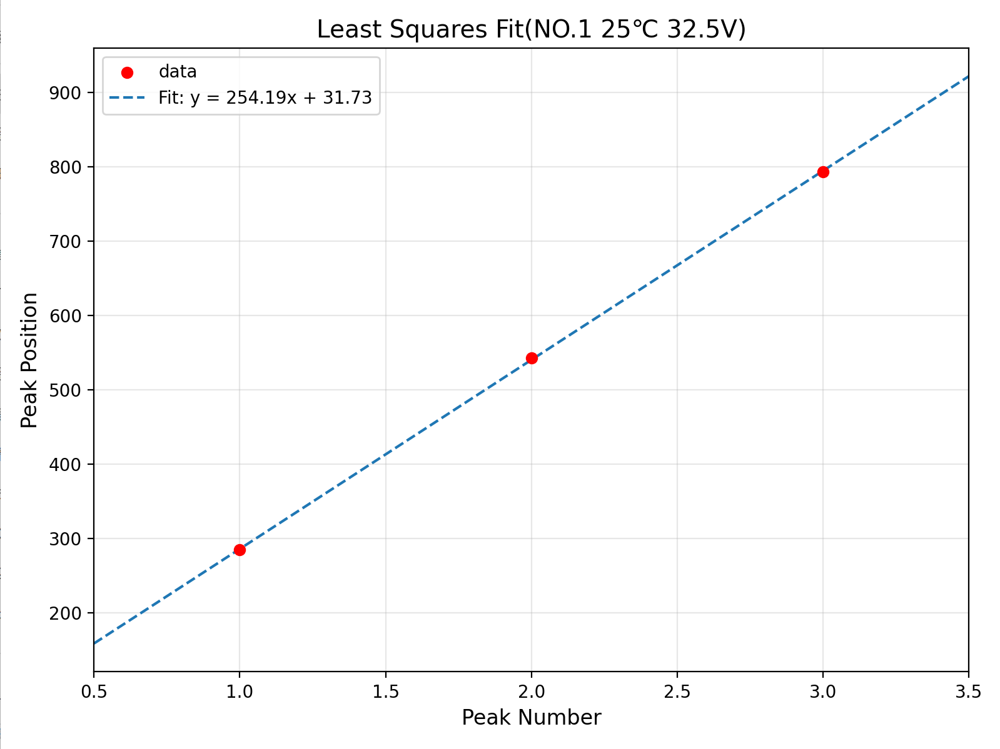 Least Squares Fit(NO.1 25℃ 32.5V)
data
Fit: y = 254.19x + 31.73
900
800
700
600
500
400
300
200
Peak Position
0.5 1.0 1.5 2.0 2.5 3.0 3.5
Peak Number